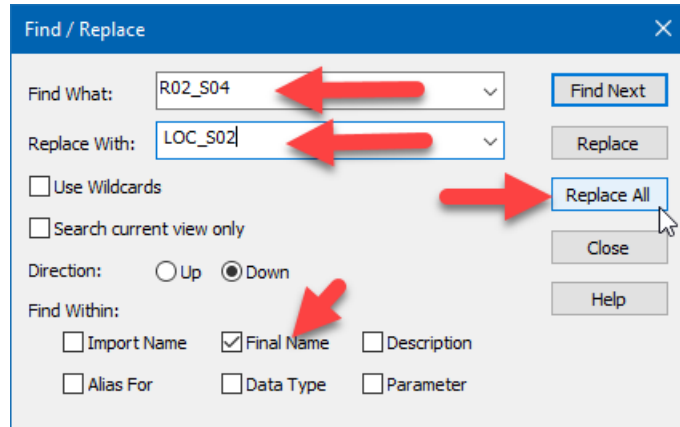 Find / Replace
Find What: R02_S04 Find Next
Replace With: LOC_S02 Replace
Use Wildcards Replace All
Search current view only
Close
Direction: Up Down
Help
Find Within:
Import Name Final Name Description
Alias For Data Type Parameter